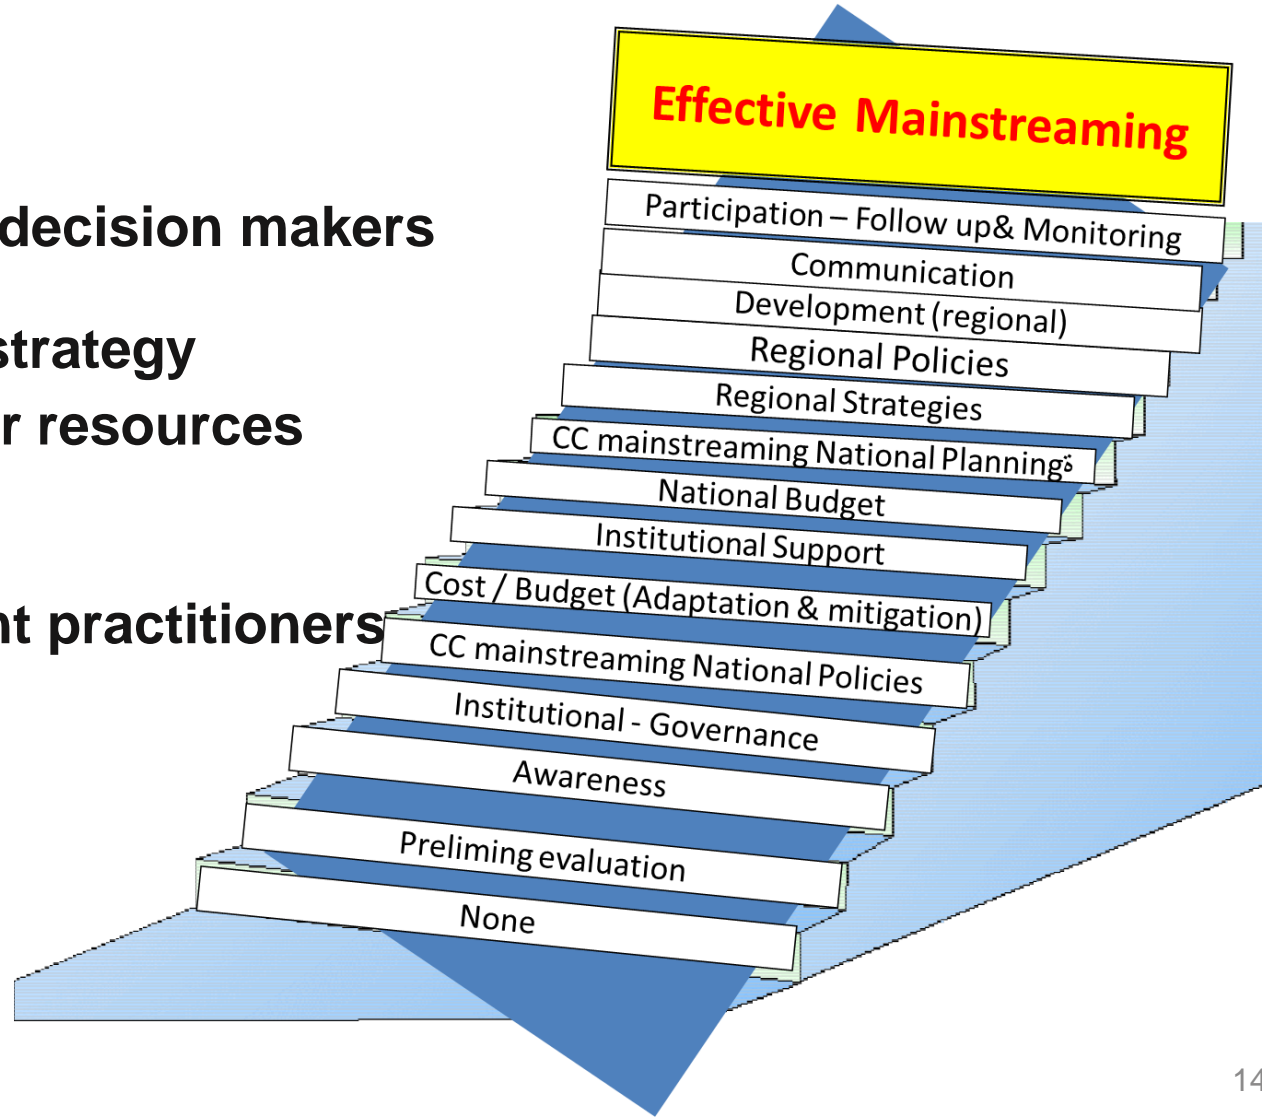 decision makers
strategy
r resources
nt practitioners
Effective Mainstreaming
Participation – Follow up& Monitoring
Communication
Development (regional)
Regional Policies
Regional Strategies
CC mainstreaming National Planningة
National Budget
Institutional Support
Cost / Budget (Adaptation & mitigation)
CC mainstreaming National Policies
Institutional - Governance
Awareness
Preliming evaluation
None
14